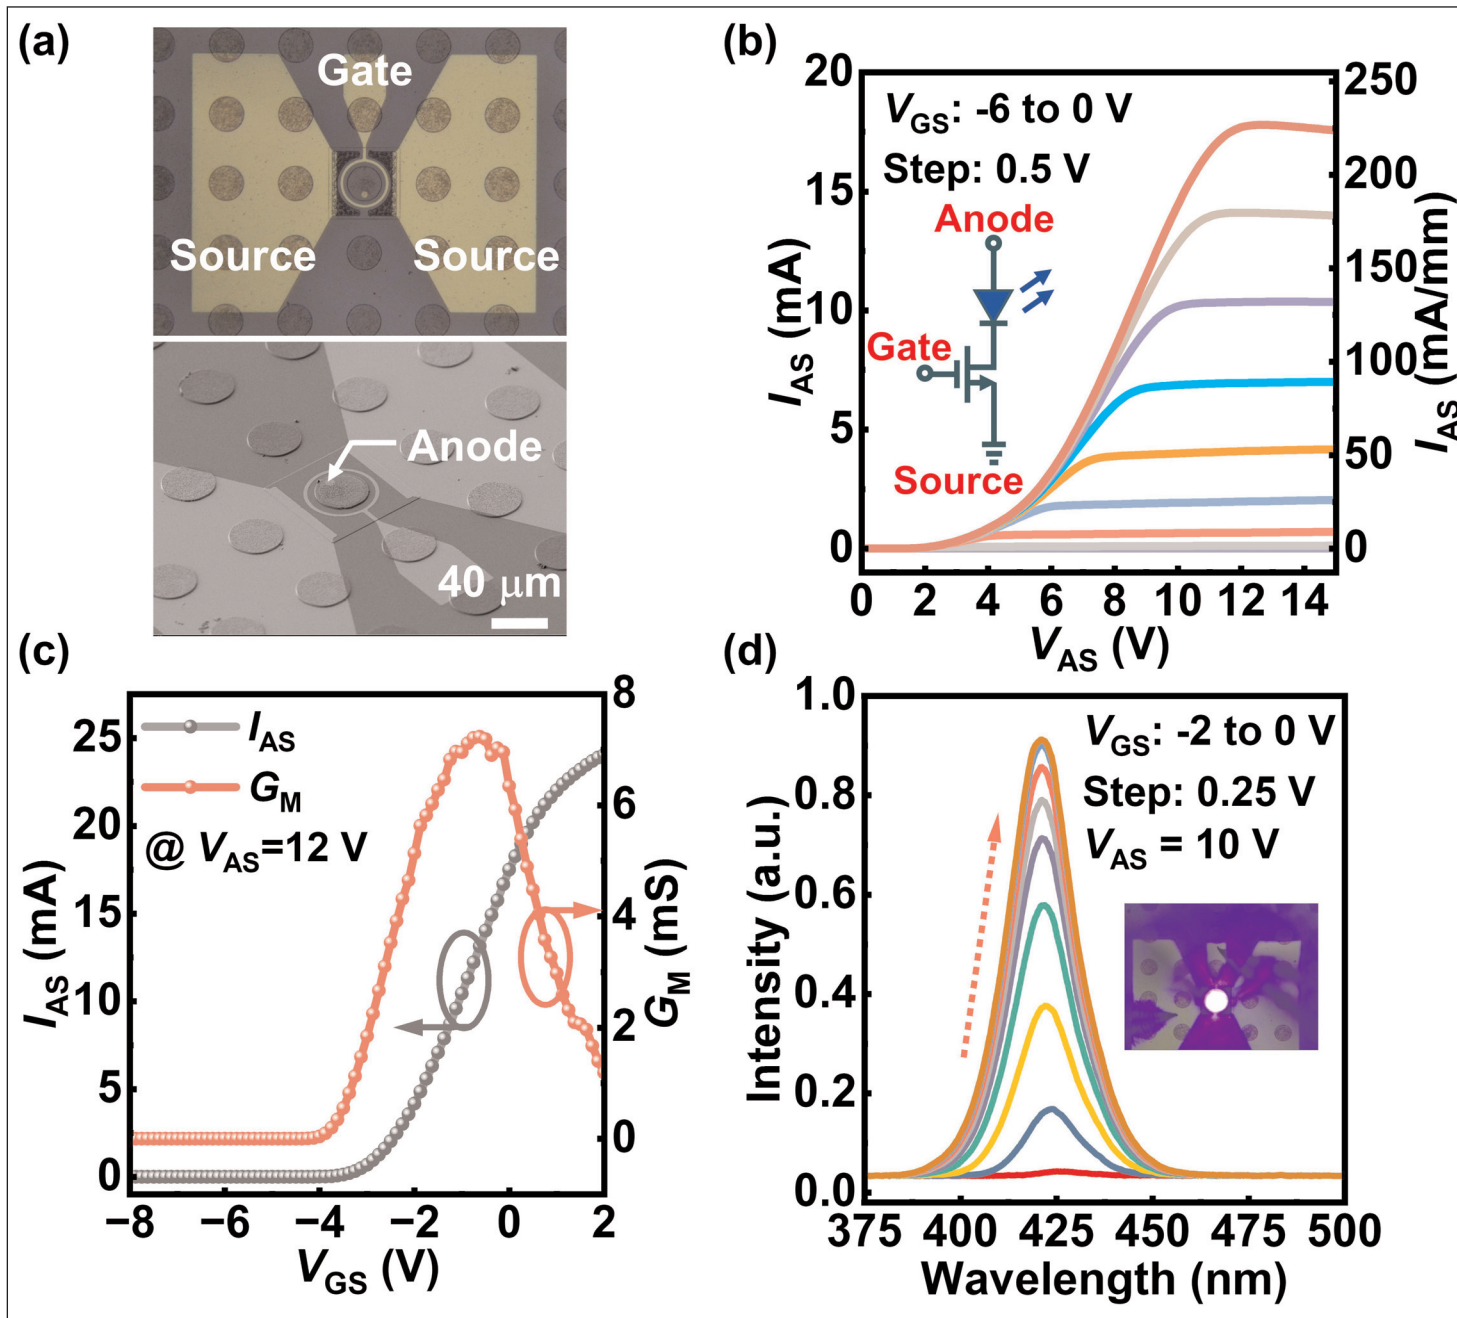 (a)
Gate
Source
Source
Anode
40 μm
(b)
20
15
10
5
0
I_AS (mA)
V_GS: -6 to 0 V
Step: 0.5 V
Anode
Gate
Source
250
200
150
100
50
0
I_AS (mA/mm)
0 2 4 6 8 10 12 14
V_AS (V)
(c)
25
20
15
10
5
0
I_AS (mA)
I_AS
G_M
@ V_AS=12 V
8
6
4
2
0
G_M (mS)
−8 −6 −4 −2 0 2
V_GS (V)
(d)
1.0
0.8
0.6
0.4
0.2
0.0
Intensity (a.u.)
V_GS: -2 to 0 V
Step: 0.25 V
V_AS = 10 V
375 400 425 450 475 500
Wavelength (nm)